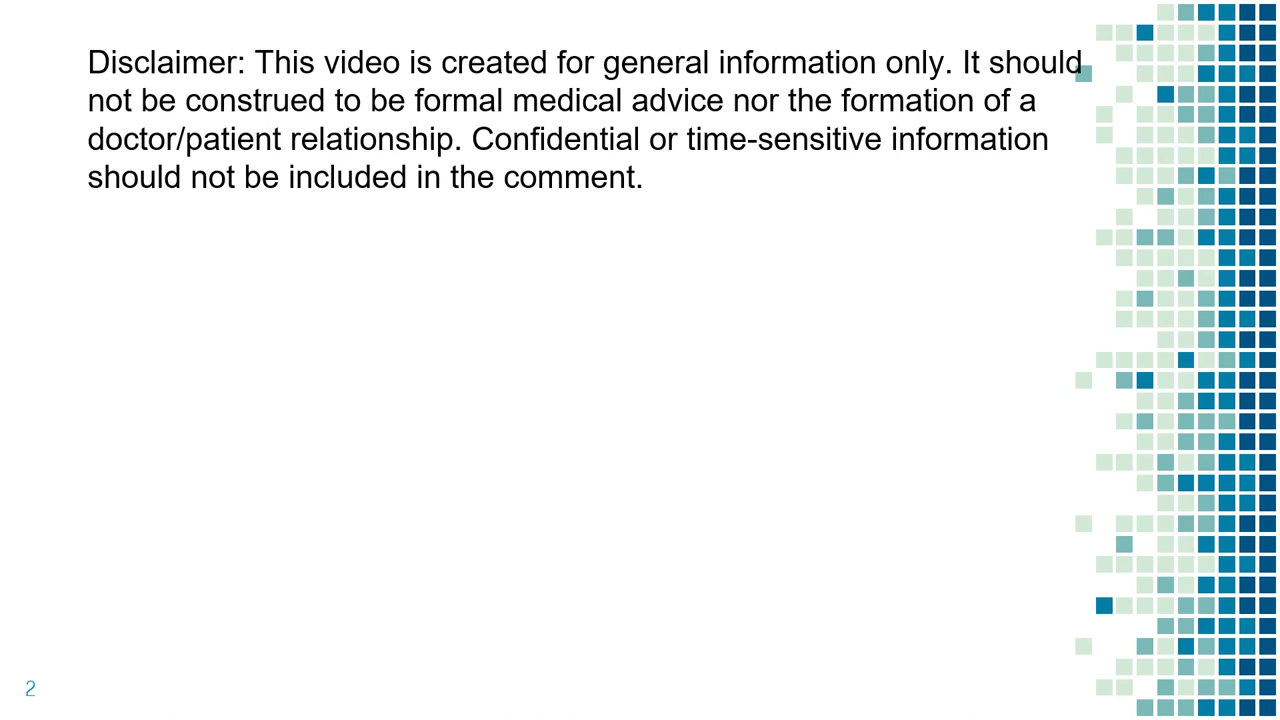 Disclaimer: This video is created for general information only. It should
not be construed to be formal medical advice nor the formation of a
doctor/patient relationship. Confidential or time-sensitive information
should not be included in the comment.
2